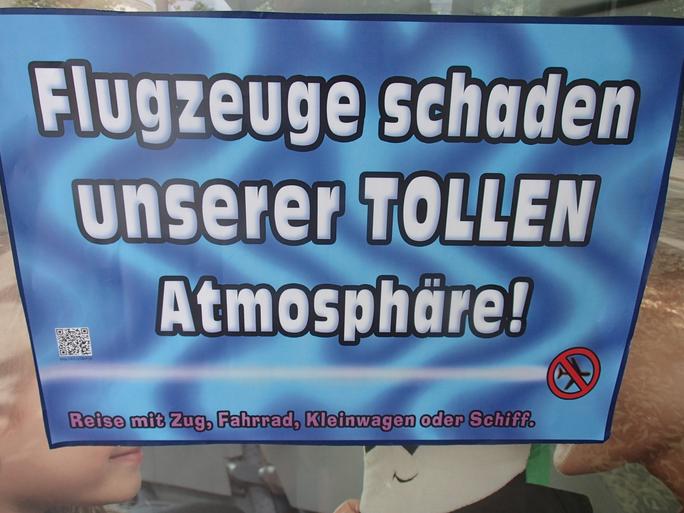 Flugzeuge schaden
unserer TOLLEN
Atmosphäre!
Reise mit Zug, Fahrrad, Kleinwagen oder Schiff.